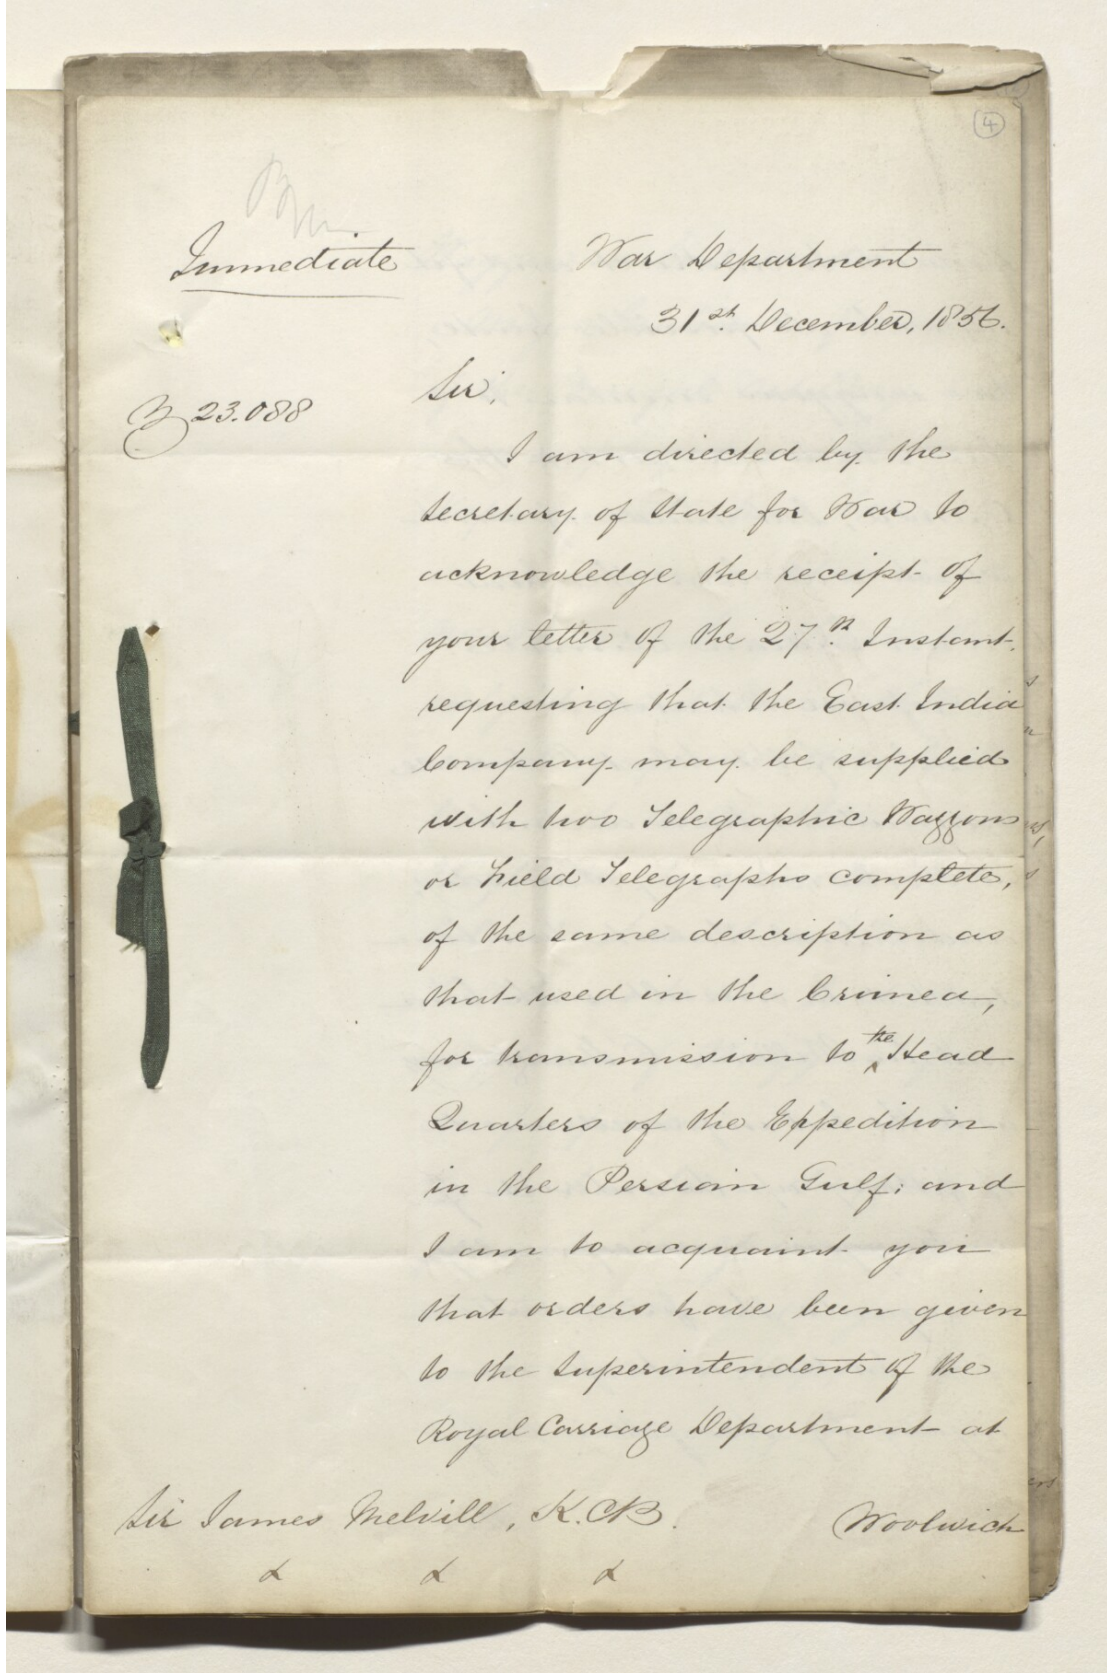 4
Immediate
War Department
31st. December, 1856.
Z 23.088
Sir,
I am directed by the
Secretary of State for War to
acknowledge the receipt of
your letter of the 27th. Instant.
requesting that the East India
Company may be supplied
with two Telegraphic Waggons
or Field Telegraphs complete,
of the same description as
that used in the Crimea,
for transmission to the Head
Quarters of the Expedition
in the Persian Gulf; and
I am to acquaint you
that orders have been given
to the Superintendent of the
Royal Carriage Department at
Sir James Melvill, K.CB.
Woolwich
& & &